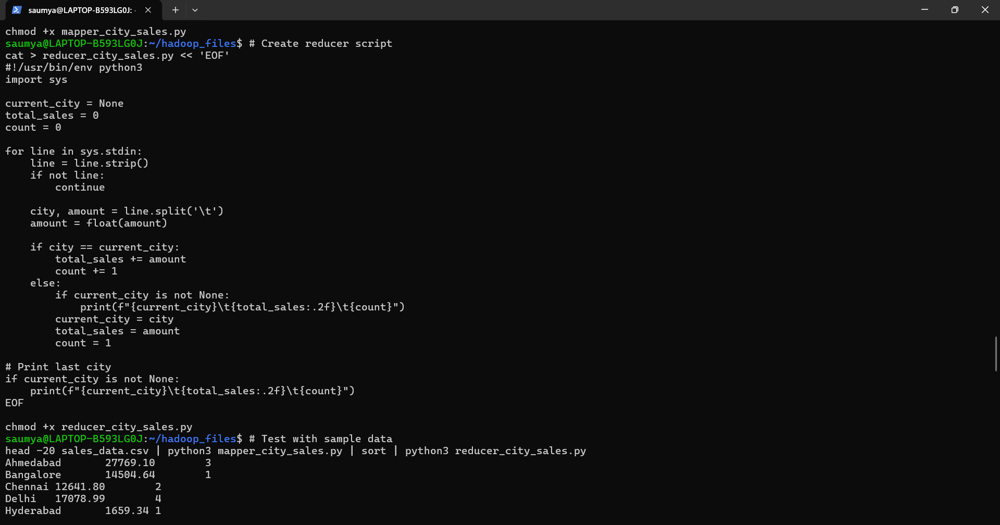 saumya@LAPTOP-B593LG0J: 
chmod +x mapper_city_sales.py
saumya@LAPTOP-B593LG0J:~/hadoop_files$ # Create reducer script
cat > reducer_city_sales.py << 'EOF'
#!/usr/bin/env python3
import sys

current_city = None
total_sales = 0
count = 0

for line in sys.stdin:
    line = line.strip()
    if not line:
        continue

    city, amount = line.split('\t')
    amount = float(amount)

    if city == current_city:
        total_sales += amount
        count += 1
    else:
        if current_city is not None:
            print(f"{current_city}\t{total_sales:.2f}\t{count}")
        current_city = city
        total_sales = amount
        count = 1

# Print last city
if current_city is not None:
    print(f"{current_city}\t{total_sales:.2f}\t{count}")
EOF

chmod +x reducer_city_sales.py
saumya@LAPTOP-B593LG0J:~/hadoop_files$ # Test with sample data
head -20 sales_data.csv | python3 mapper_city_sales.py | sort | python3 reducer_city_sales.py
Ahmedabad       27769.10        3
Bangalore       14504.64        1
Chennai 12641.80        2
Delhi   17078.99        4
Hyderabad       1659.34 1